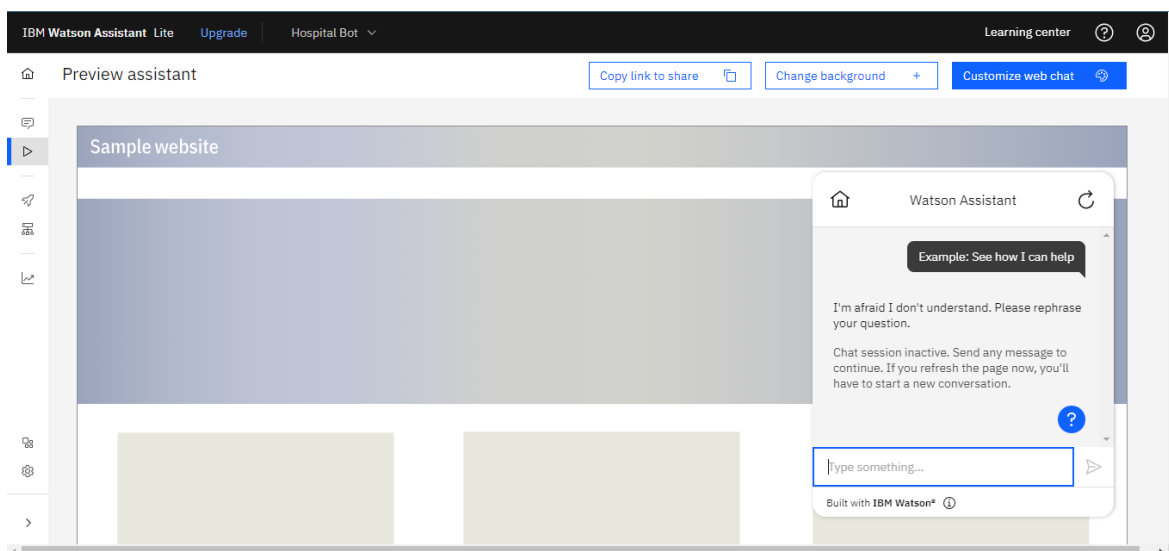 IBM Watson Assistant Lite Upgrade Hospital Bot Learning center
Preview assistant Copy link to share Change background + Customize web chat
Sample website
Watson Assistant
Example: See how I can help
I'm afraid I don't understand. Please rephrase
your question.
Chat session inactive. Send any message to
continue. If you refresh the page now, you'll
have to start a new conversation.
?
Type something...
Built with IBM Watson®